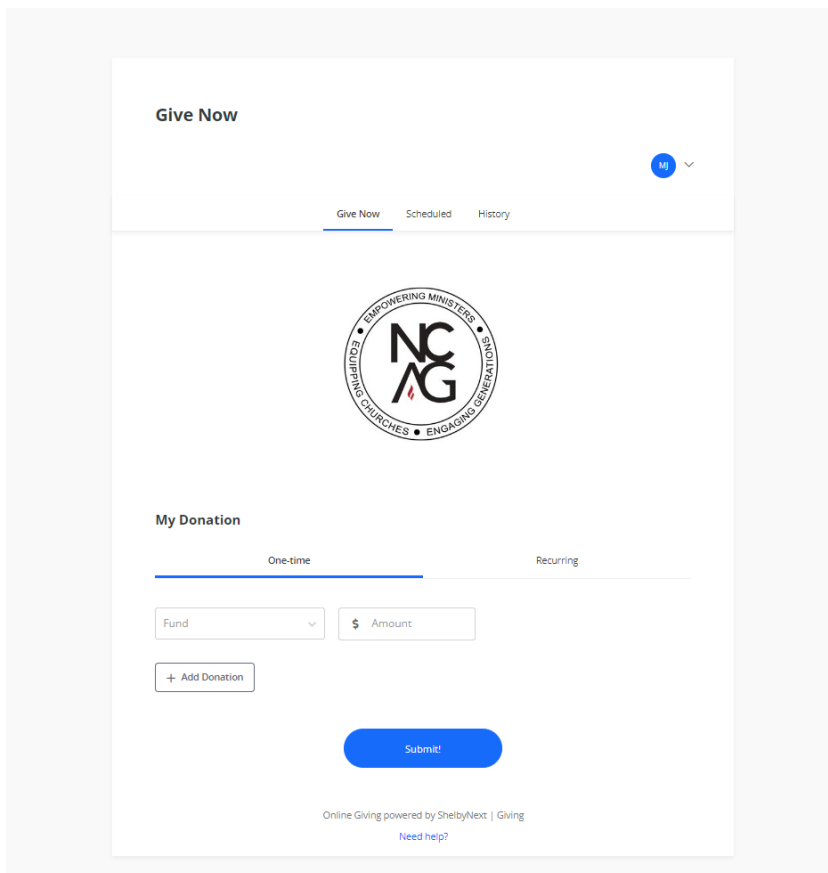 Give Now
MJ
Give Now Scheduled History
EMPOWERING MINISTERS
NC
AG
EQUIPPING CHURCHES • ENGAGING GENERATIONS
My Donation
One-time Recurring
Fund $ Amount
+ Add Donation
Submit!
Online Giving powered by ShelbyNext | Giving
Need help?